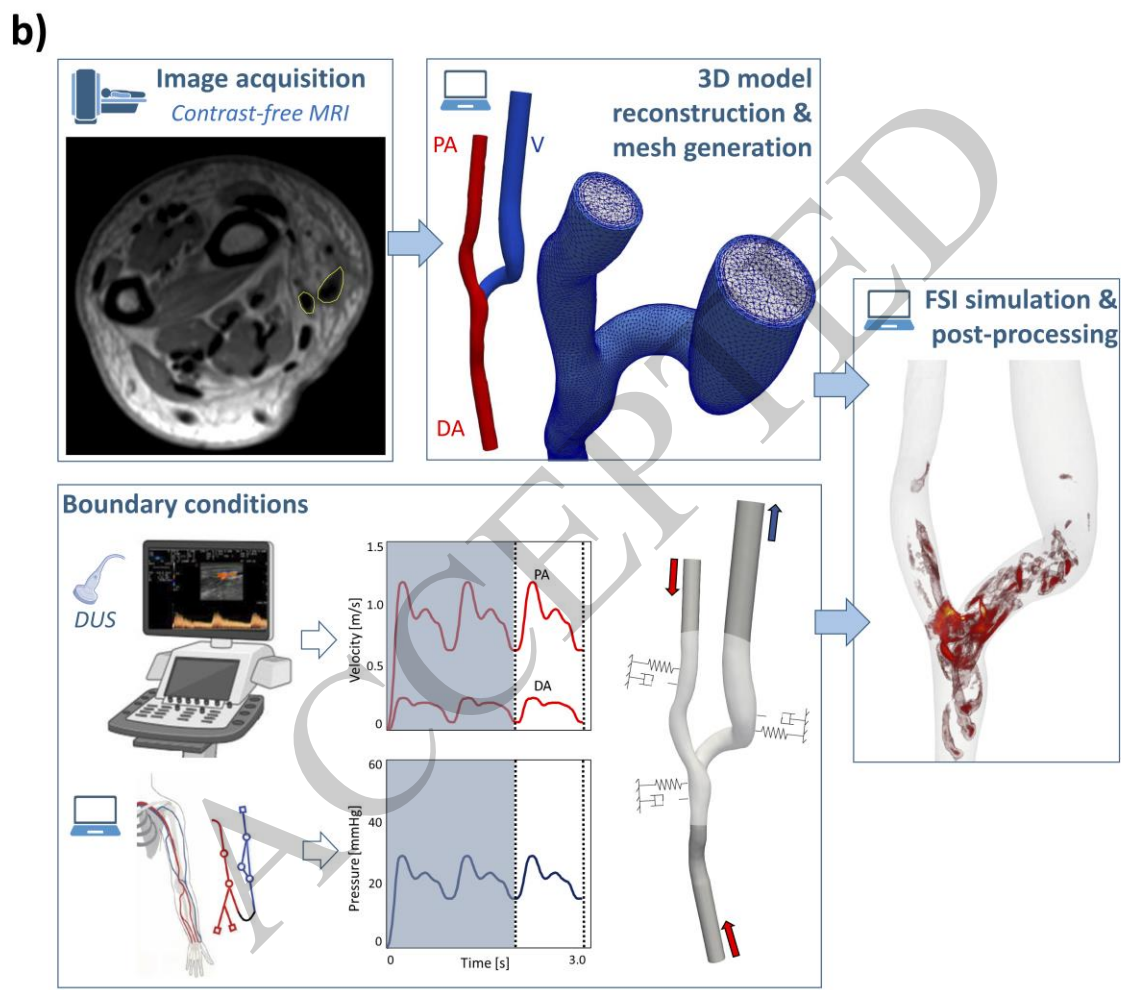 b)
Image acquisition
Contrast-free MRI
3D model
reconstruction &
mesh generation
PA
V
DA
FSI simulation &
post-processing
Boundary conditions
DUS
Velocity [m/s]
1.5
1.0
0.5
0
PA
DA
Pressure [mmHg]
60
40
20
0
0
Time [s]
3.0
ACCEPTED